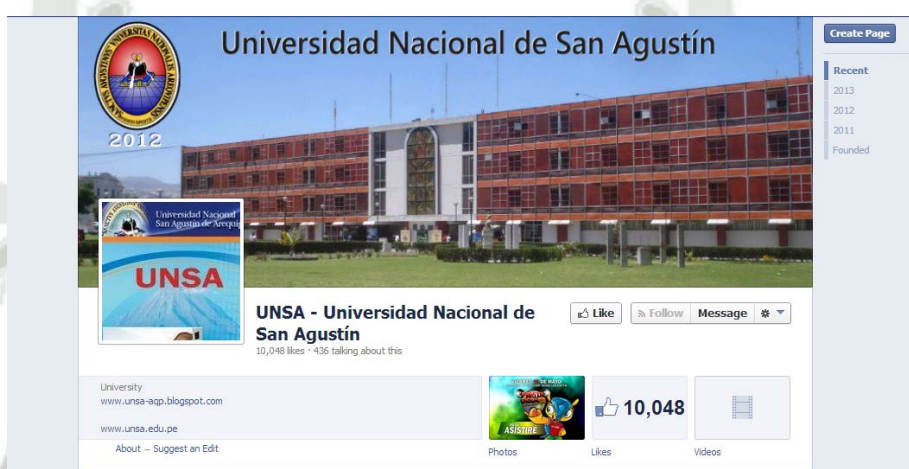 Universidad Nacional de San Agustín
2012
Universidad Nacional
San Agustín de Arequi
UNSA
UNSA - Universidad Nacional de
San Agustín
10,048 likes · 436 talking about this
Like
Follow
Message
University
www.unsa-aqp.blogspot.com
www.unsa.edu.pe
About – Suggest an Edit
ASISTIRE
Photos
10,048
Likes
Videos
Create Page
Recent
2013
2012
2011
Founded